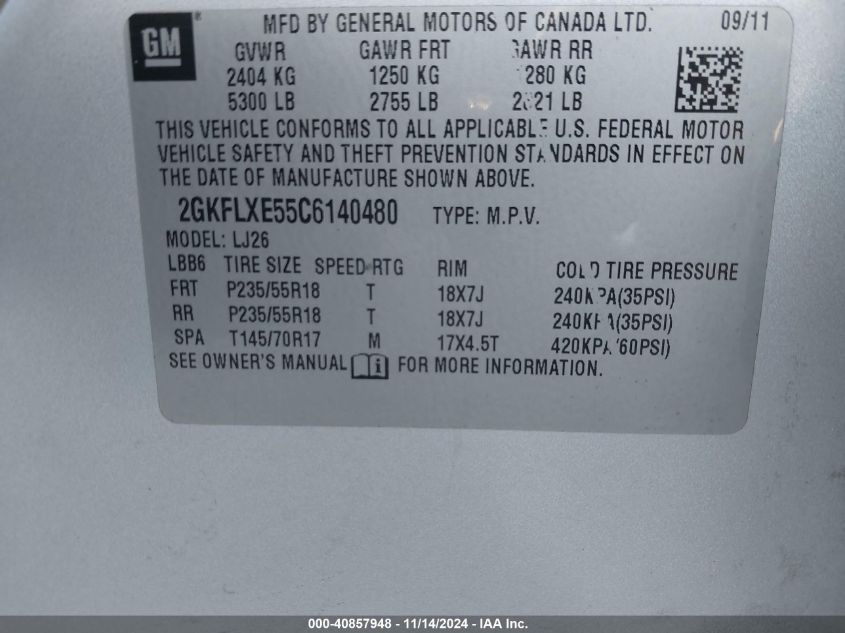 GM ® MFD BY GENERAL MOTORS OF CANADA LTD. 09/11
GVWR GAWR FRT GAWR RR
2404 KG 1250 KG 280 KG
5300 LB 2755 LB 2 21 LB
THIS VEHICLE CONFORMS TO ALL APPLICABLE U.S. FEDERAL MOTOR
VEHICLE SAFETY AND THEFT PREVENTION STANDARDS IN EFFECT ON
THE DATE OF MANUFACTURE SHOWN ABOVE.
2GKFLXE55C6140480 TYPE: M.P.V.
MODEL: LJ26
LBB6 TIRE SIZE SPEED RTG RIM COLD TIRE PRESSURE
FRT P235/55R18 T 18X7J 240KPA(35PSI)
RR P235/55R18 T 18X7J 240KPA(35PSI)
SPA T145/70R17 M 17X4.5T 420KPA(60PSI)
SEE OWNER'S MANUAL FOR MORE INFORMATION.
000-40857948 - 11/14/2024 - IAA Inc.